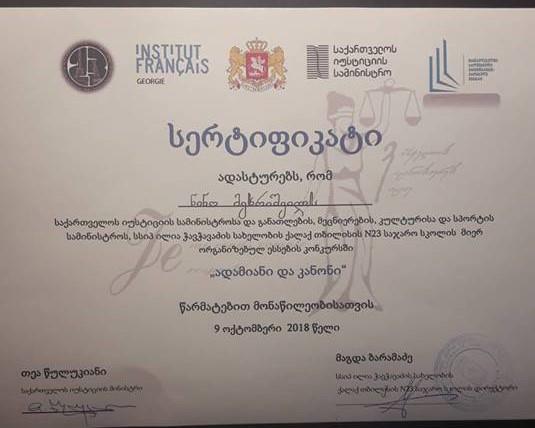 INSTITUT
FRANÇAIS
GEORGIE
საქართველოს
იუსტიციის
სამინისტრო
სერტიფიკატი
ადასტურებს, რომ
ნინო
საქართველოს იუსტიციის სამინისტროსა და განათლების, მეცნიერების, კულტურისა და სპორტის
სამინისტროს, სსიპ ილია ჭავჭავაძის სახელობის ქალაქ თბილისის N23 საჯარო სკოლის მიერ
ორგანიზებულ ესსების კონკურსში
„ადამიანი და კანონი“
წარმატებით მონაწილეობისათვის
9 ოქტომბერი 2018 წელი
თეა წულუკიანი
საქართველოს იუსტიციის მინისტრი
მაგდა ბარამაძე
სსიპ ილია ჭავჭავაძის სახელობის
ქალაქ თბილისის N23 საჯარო სკოლის დირექტორი